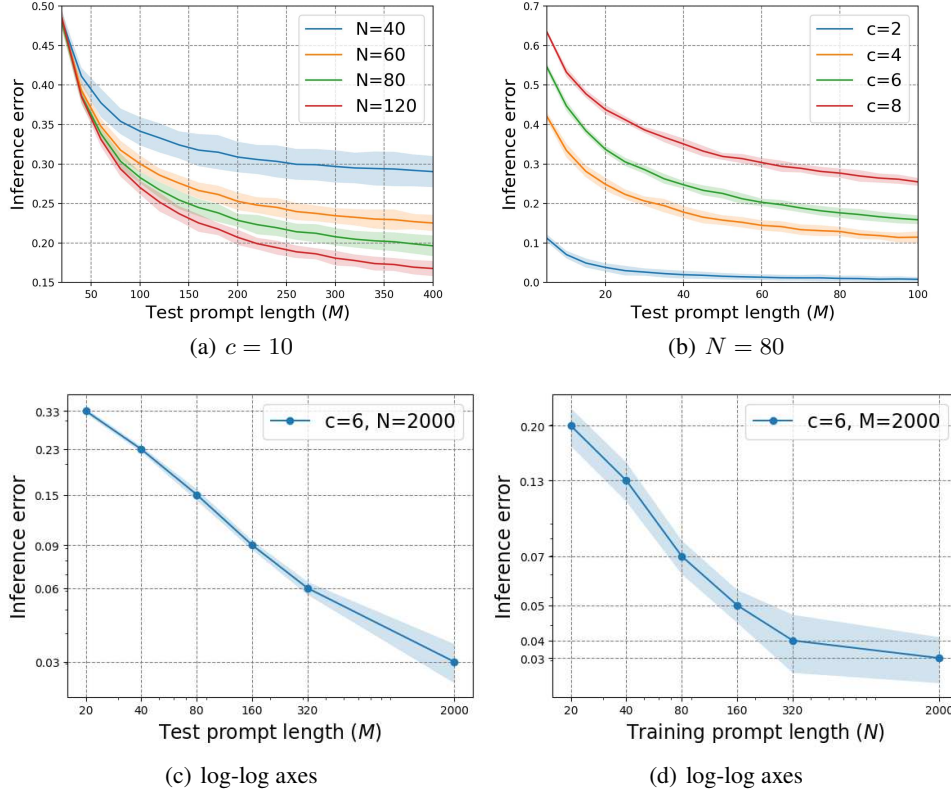 0.50
0.45
0.40
0.35
0.30
0.25
0.20
0.15
Inference error
N=40
N=60
N=80
N=120
50 100 150 200 250 300 350 400
Test prompt length (M)
(a) c = 10
0.7
0.6
0.5
0.4
0.3
0.2
0.1
0.0
Inference error
c=2
c=4
c=6
c=8
20 40 60 80 100
Test prompt length (M)
(b) N = 80
0.33
0.23
0.15
0.09
0.06
0.03
Inference error
c=6, N=2000
20 40 80 160 320 2000
Test prompt length (M)
(c) log-log axes
0.20
0.13
0.07
0.05
0.04
0.03
Inference error
c=6, M=2000
20 40 80 160 320 2000
Training prompt length (N)
(d) log-log axes